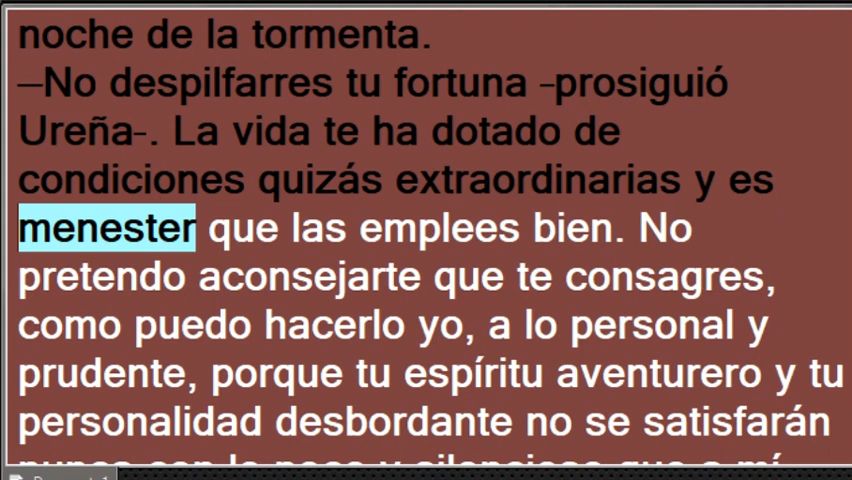 noche de la tormenta.
—No despilfarres tu fortuna -prosiguió
Ureña-. La vida te ha dotado de
condiciones quizás extraordinarias y es
menester que las emplees bien. No
pretendo aconsejarte que te consagres,
como puedo hacerlo yo, a lo personal y
prudente, porque tu espíritu aventurero y tu
personalidad desbordante no se satisfarán